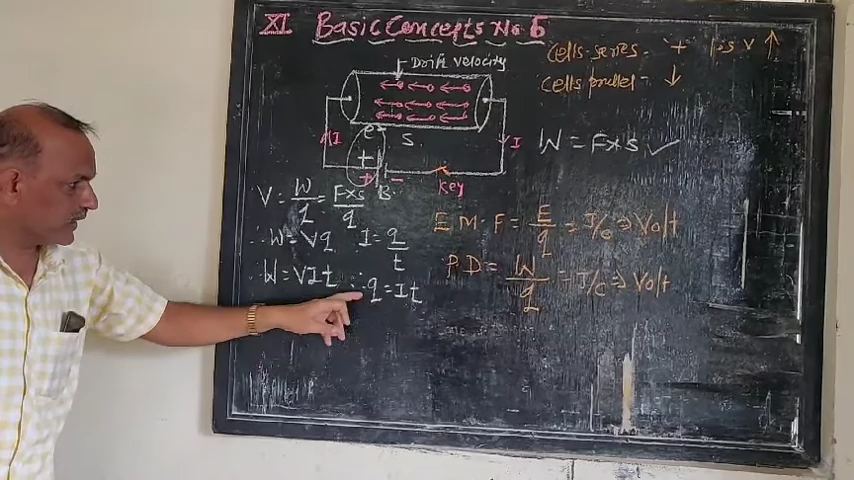 XI Basic Concepts No 6
Drift velocity
Cells series - +
Cells parallel -
I e- S I
+
+ - B
Key
W = F×s ✓
V = W/q = F×s/q
∴ W = Vq I = q/t
∴ W = VIt ∴ q = It
E M F = E/q = J/C ⇒ Volt
P.D = W/q = J/C ⇒ Volt